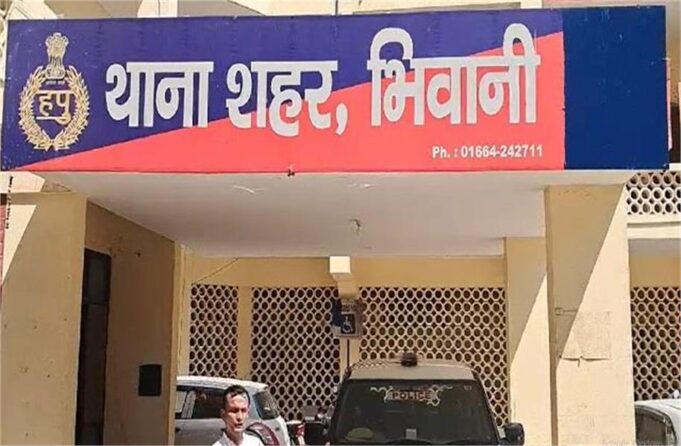 हपु
थाना शहर, भिवानी
Ph. : 01664-242711
POLICE